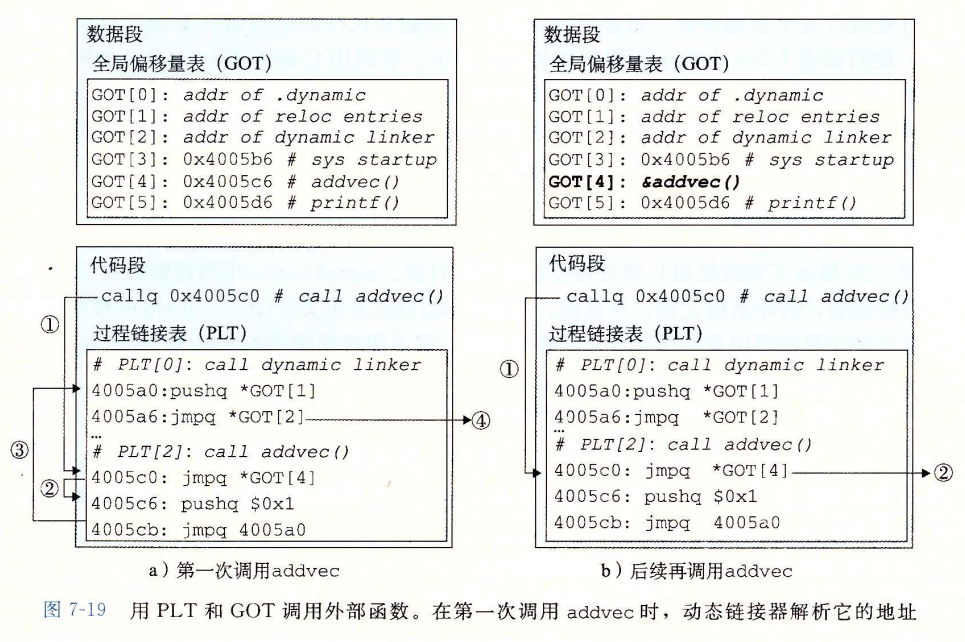 数据段
全局偏移量表（GOT）
GOT[0]: addr of .dynamic
GOT[1]: addr of reloc entries
GOT[2]: addr of dynamic linker
GOT[3]: 0x4005b6 # sys startup
GOT[4]: 0x4005c6 # addvec()
GOT[5]: 0x4005d6 # printf()
代码段
callq 0x4005c0 # call addvec()
①
过程链接表（PLT）
# PLT[0]: call dynamic linker
4005a0:pushq *GOT[1]
4005a6:jmpq *GOT[2]
④
…
③
# PLT[2]: call addvec()
4005c0: jmpq *GOT[4]
②
4005c6: pushq $0x1
4005cb: jmpq 4005a0
a）第一次调用addvec
数据段
全局偏移量表（GOT）
GOT[0]: addr of .dynamic
GOT[1]: addr of reloc entries
GOT[2]: addr of dynamic linker
GOT[3]: 0x4005b6 # sys startup
GOT[4]: &addvec()
GOT[5]: 0x4005d6 # printf()
代码段
callq 0x4005c0 # call addvec()
过程链接表（PLT）
①
# PLT[0]: call dynamic linker
4005a0:pushq *GOT[1]
4005a6:jmpq *GOT[2]
…
# PLT[2]: call addvec()
4005c0: jmpq *GOT[4]
②
4005c6: pushq $0x1
4005cb: jmpq 4005a0
b）后续再调用addvec
图 7-19 用 PLT 和 GOT 调用外部函数。在第一次调用 addvec 时，动态链接器解析它的地址